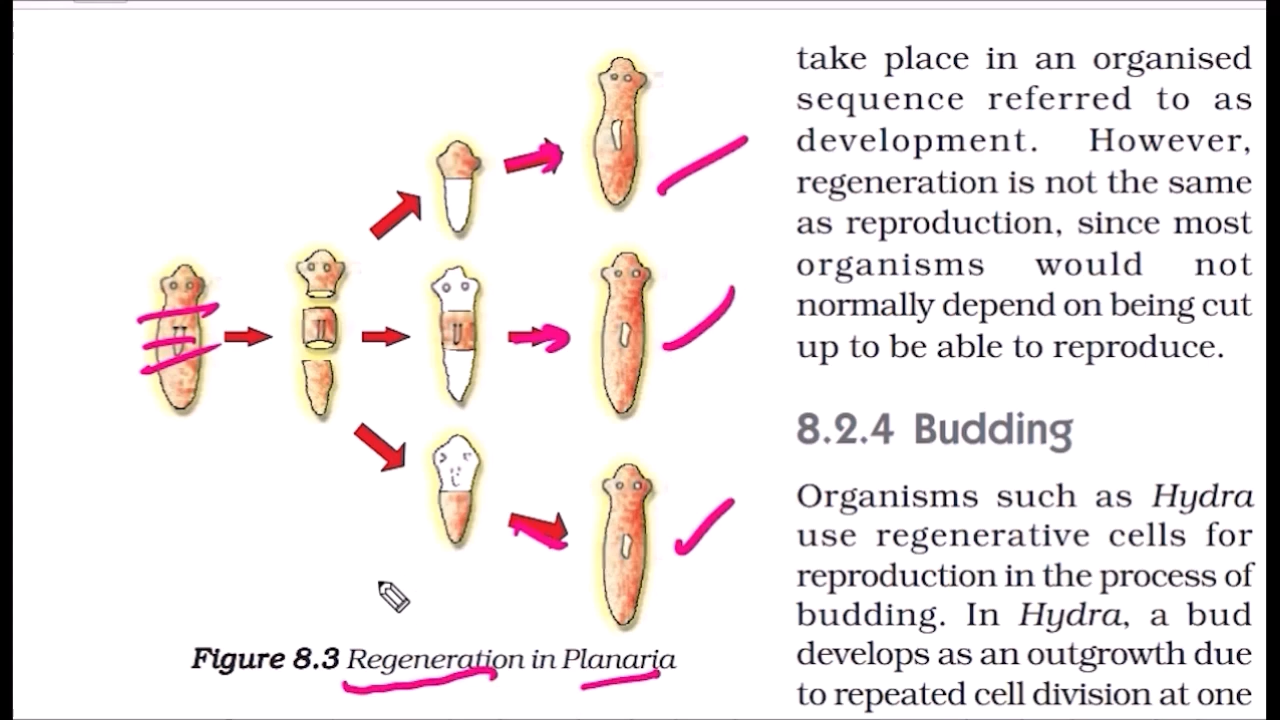 take place in an organised
sequence referred to as
development. However,
regeneration is not the same
as reproduction, since most
organisms would not
normally depend on being cut
up to be able to reproduce.
8.2.4 Budding
Organisms such as Hydra
use regenerative cells for
reproduction in the process of
budding. In Hydra, a bud
develops as an outgrowth due
to repeated cell division at one
Figure 8.3 Regeneration in Planaria